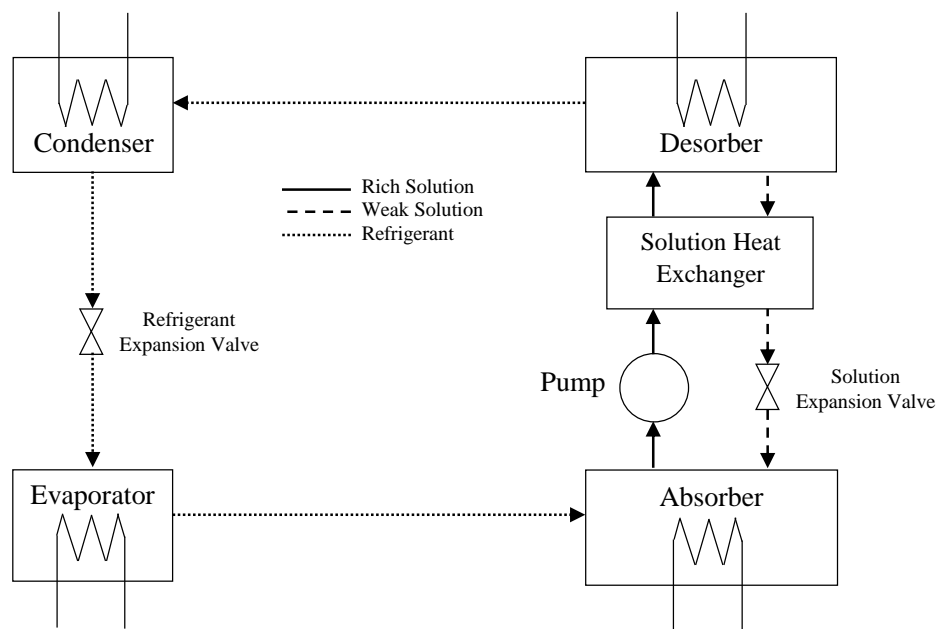 Condenser
Desorber
Rich Solution
Weak Solution
Refrigerant
Solution Heat
Exchanger
Refrigerant
Expansion Valve
Pump
Solution
Expansion Valve
Evaporator
Absorber